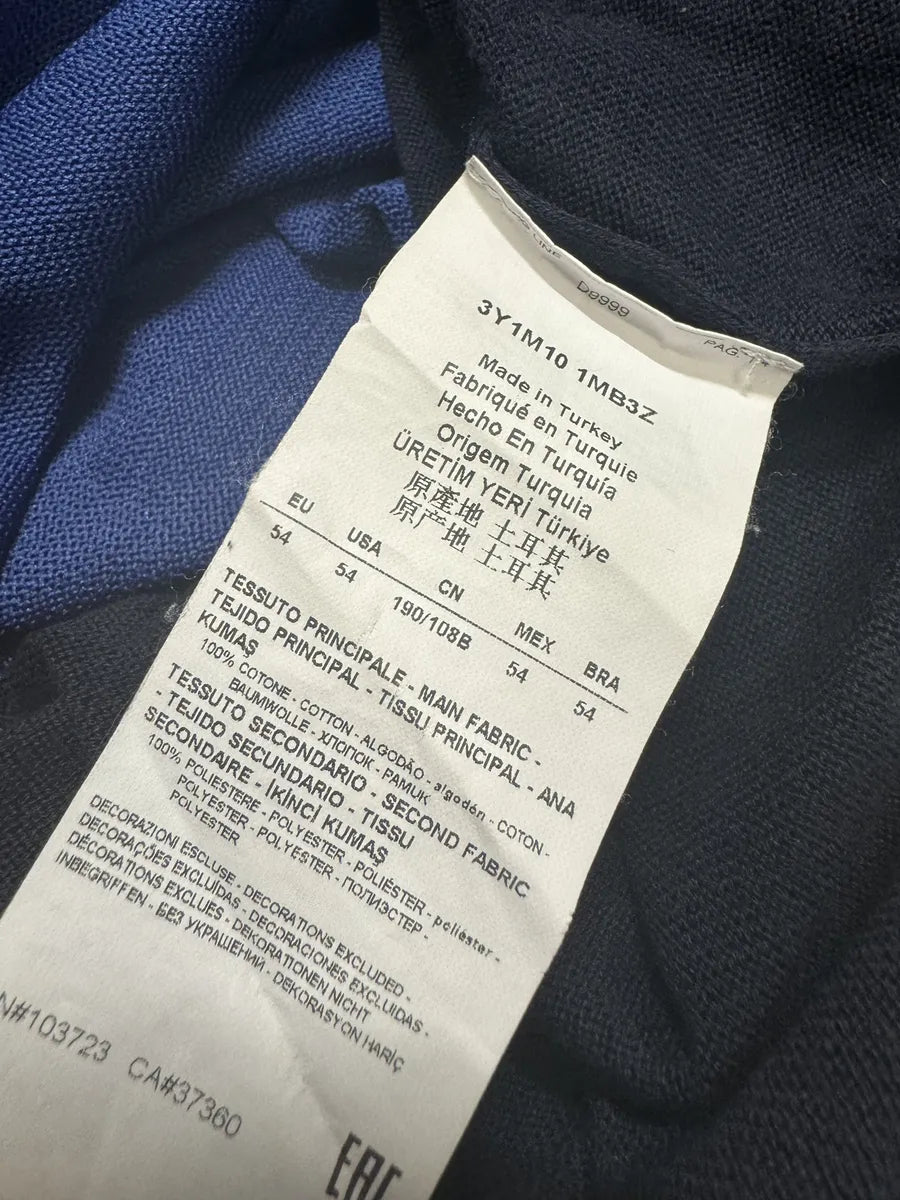 LINE
D9999
PAG. 1
3Y1M10 1MB3Z
Made in Turkey
Fabriqué en Turquie
Hecho En Turquía
Origem Turquia
ÜRETİM YERİ Türkiye
原產地 土耳其
原产地 土耳其
EU USA CN MEX BRA
54 54 190/108B 54 54
TESSUTO PRINCIPALE - MAIN FABRIC -
TEJIDO PRINCIPAL - TISSU PRINCIPAL - ANA
KUMAŞ
100% COTONE - COTTON - ALGODÃO - algodón - COTON -
BAUMWOLLE - ХЛОПОК - PAMUK
TESSUTO SECONDARIO - SECOND FABRIC
- TEJIDO SECUNDARIO - TISSU
SECONDAIRE - İKİNCİ KUMAŞ
100% POLIESTERE - POLYESTER - POLIÉSTER - poliéster -
POLYESTER - POLYESTER - ПОЛИЭСТЕР -
POLYESTER
DECORAZIONI ESCLUSE - DECORATIONS EXCLUDED -
DECORAÇÕES EXCLUÍDAS - DECORACIONES EXCLUIDAS -
DÉCORATIONS EXCLUES - DEKORATIONEN NICHT
INBEGRIFFEN - БЕЗ УКРАШЕНИЙ - DEKORASYON HARİÇ
N#103723 CA#37360
EAC